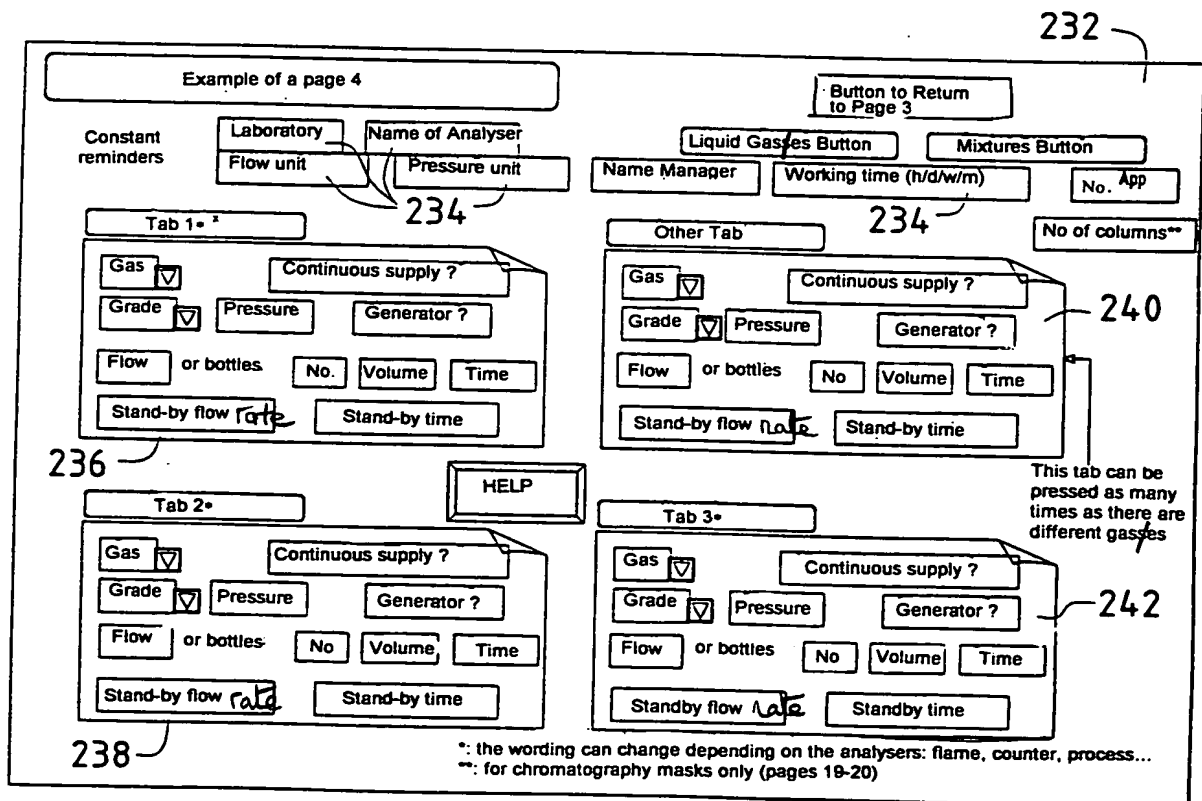 232
Example of a page 4
Button to Return
to Page 3
Constant
reminders
Laboratory
Name of Analyser
Liquid Gasses Button
Mixtures Button
Flow unit
Pressure unit
Name Manager
Working time (h/d/w/m)
No. App
234
234
Tab 1* x
Other Tab
No of columns**
Gas
Continuous supply ?
Grade
Pressure
Generator ?
Flow
or bottles
No.
Volume
Time
Stand-by flow rate
Stand-by time
236
Gas
Continuous supply ?
240
Grade
Pressure
Generator ?
Flow
or bottles
No
Volume
Time
Stand-by flow rate
Stand-by time
This tab can be
pressed as many
times as there are
different gasses
HELP
Tab 2*
Gas
Continuous supply ?
Grade
Pressure
Generator ?
Flow
or bottles
No
Volume
Time
Stand-by flow rate
Stand-by time
238
Tab 3*
Gas
Continuous supply ?
Grade
Pressure
Generator ?
242
Flow
or bottles
No
Volume
Time
Standby flow rate
Standby time
*: the wording can change depending on the analysers: flame, counter, process...
**: for chromatography masks only (pages 19-20)